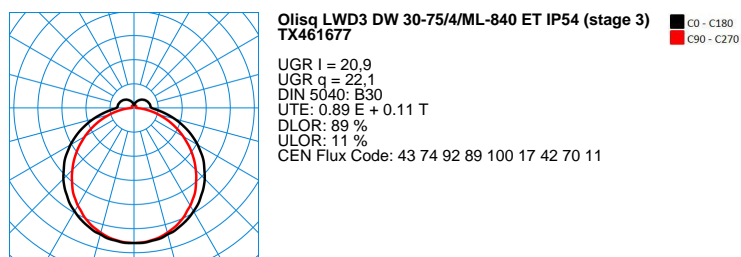 Olisq LWD3 DW 30-75/4/ML-840 ET IP54 (stage 3)
TX461677
UGR l = 20,9
UGR q = 22,1
DIN 5040: B30
UTE: 0.89 E + 0.11 T
DLOR: 89 %
ULOR: 11 %
CEN Flux Code: 43 74 92 89 100 17 42 70 11
C0 - C180
C90 - C270